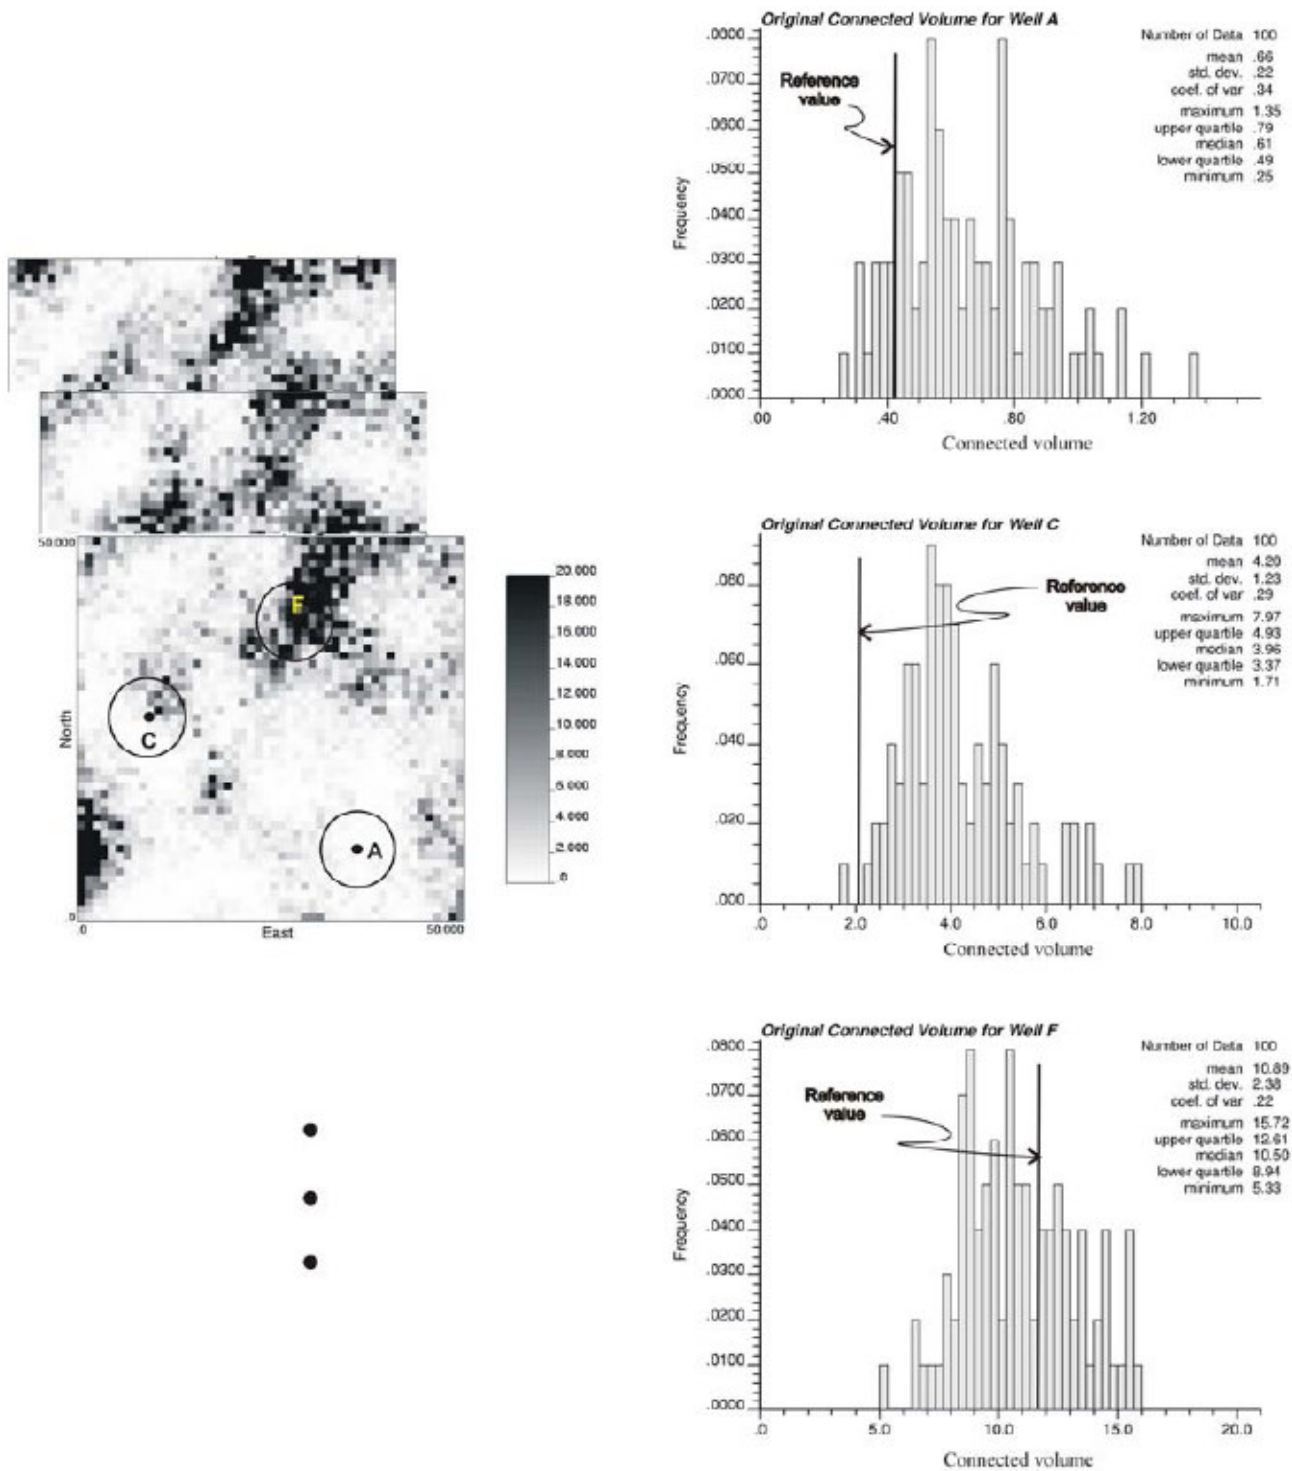 Original Connected Volume for Well A
Number of Data 100
mean .66
std. dev. .22
coef. of var .34
maximum 1.35
upper quartile .79
median .61
lower quartile .49
minimum .25
Reference
value
Frequency
.0000
.0700
.0600
.0500
.0400
.0300
.0200
.0100
.0000
.00 .40 .80 1.20
Connected volume
50.000
F
C
A
North
.0
.0 East 50.000
20.000
18.000
16.000
14.000
12.000
10.000
8.000
6.000
4.000
2.000
.0
Original Connected Volume for Well C
Number of Data 100
mean 4.20
std. dev. 1.23
coef. of var .29
maximum 7.97
upper quartile 4.93
median 3.96
lower quartile 3.37
minimum 1.71
Reference
value
Frequency
.080
.060
.040
.020
.000
.0 2.0 4.0 6.0 8.0 10.0
Connected volume
Original Connected Volume for Well F
Number of Data 100
mean 10.89
std. dev. 2.38
coef. of var .22
maximum 15.72
upper quartile 12.61
median 10.50
lower quartile 8.94
minimum 5.33
Reference
value
Frequency
.0800
.0700
.0600
.0500
.0400
.0300
.0200
.0100
.0000
.0 5.0 10.0 15.0 20.0
Connected volume